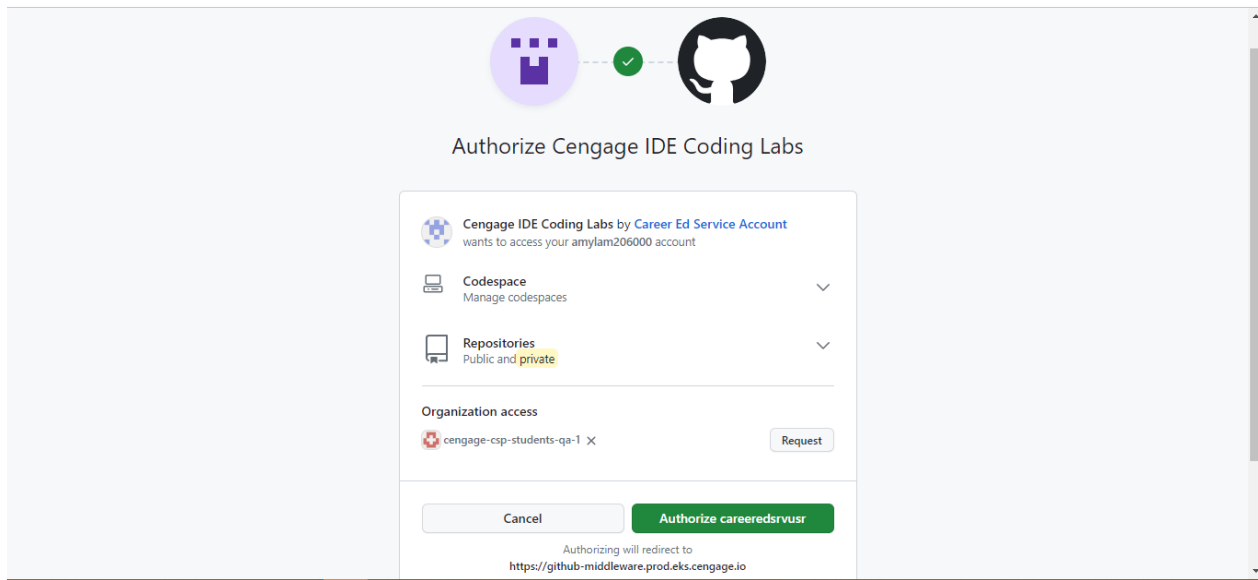 Authorize Cengage IDE Coding Labs
Cengage IDE Coding Labs by Career Ed Service Account
wants to access your amylam206000 account
Codespace
Manage codespaces
Repositories
Public and private
Organization access
cengage-csp-students-qa-1
Request
Cancel
Authorize careeredsrvusr
Authorizing will redirect to
https://github-middleware.prod.eks.cengage.io